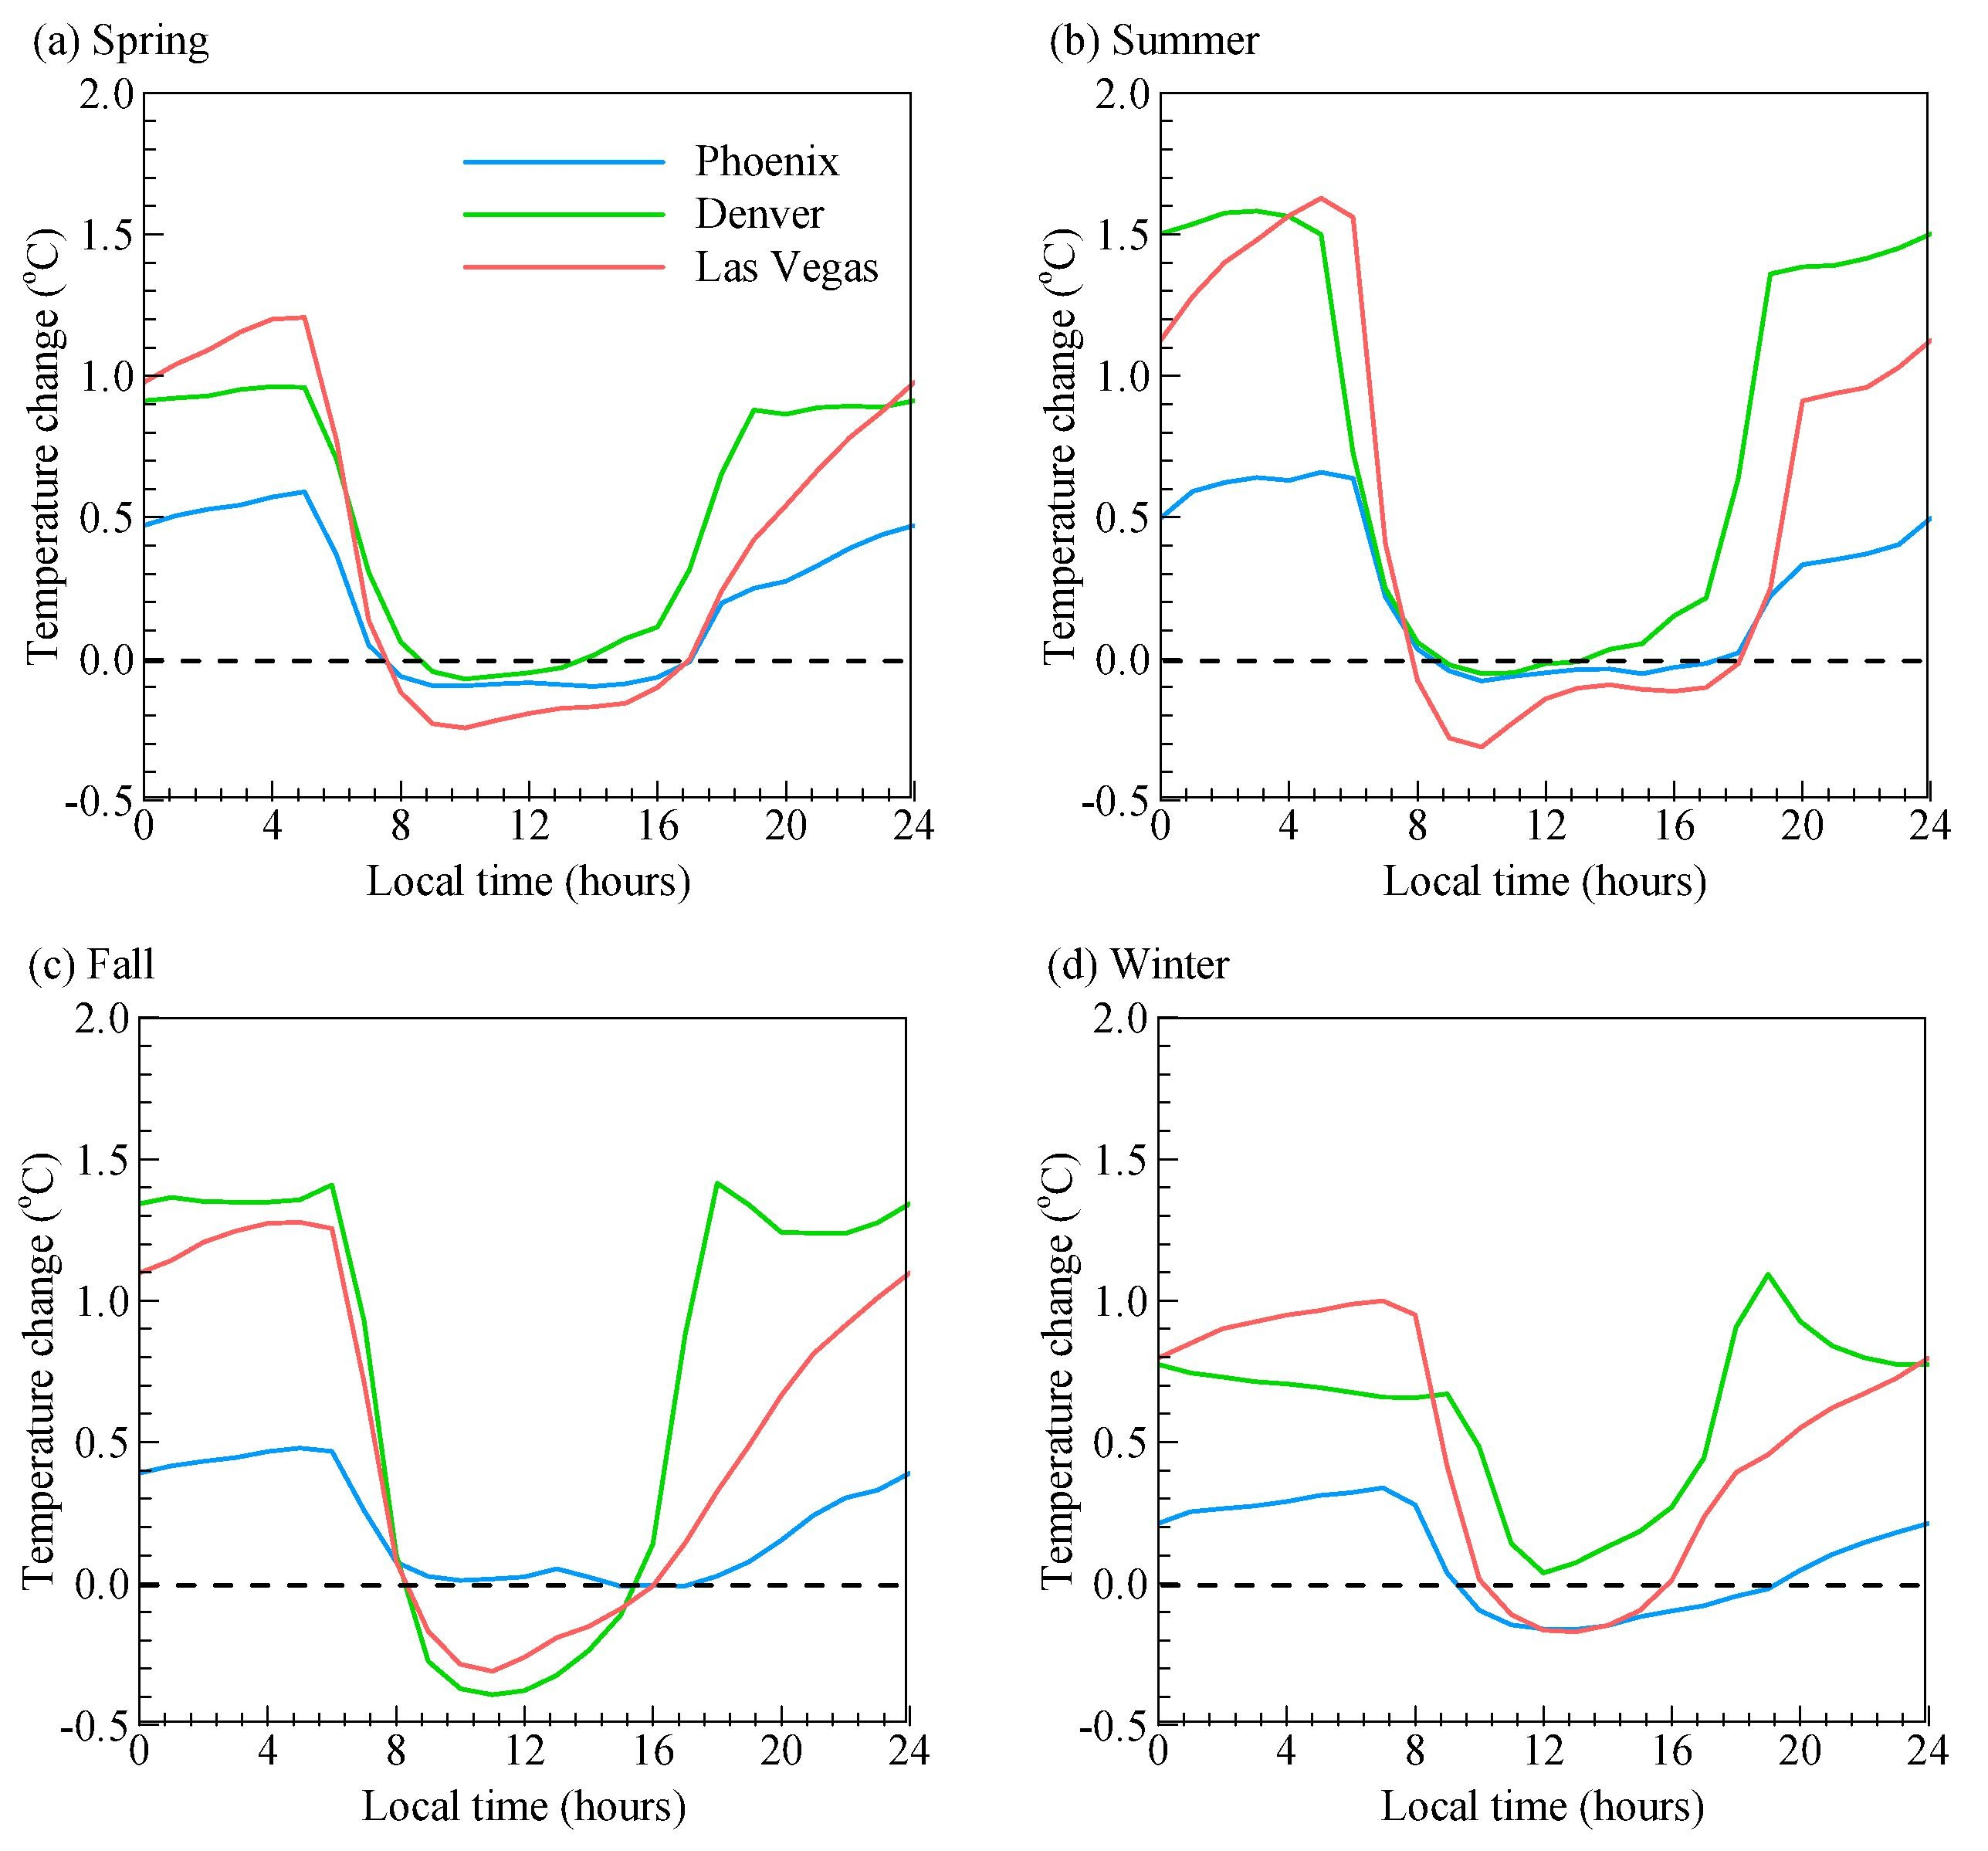 (a) Spring
2.0
1.5
1.0
0.5
0.0
-0.5
Temperature change (°C)
Phoenix
Denver
Las Vegas
0 4 8 12 16 20 24
Local time (hours)
(b) Summer
2.0
1.5
1.0
0.5
0.0
-0.5
Temperature change (°C)
0 4 8 12 16 20 24
Local time (hours)
(c) Fall
2.0
1.5
1.0
0.5
0.0
-0.5
Temperature change (°C)
0 4 8 12 16 20 24
Local time (hours)
(d) Winter
2.0
1.5
1.0
0.5
0.0
-0.5
Temperature change (°C)
0 4 8 12 16 20 24
Local time (hours)